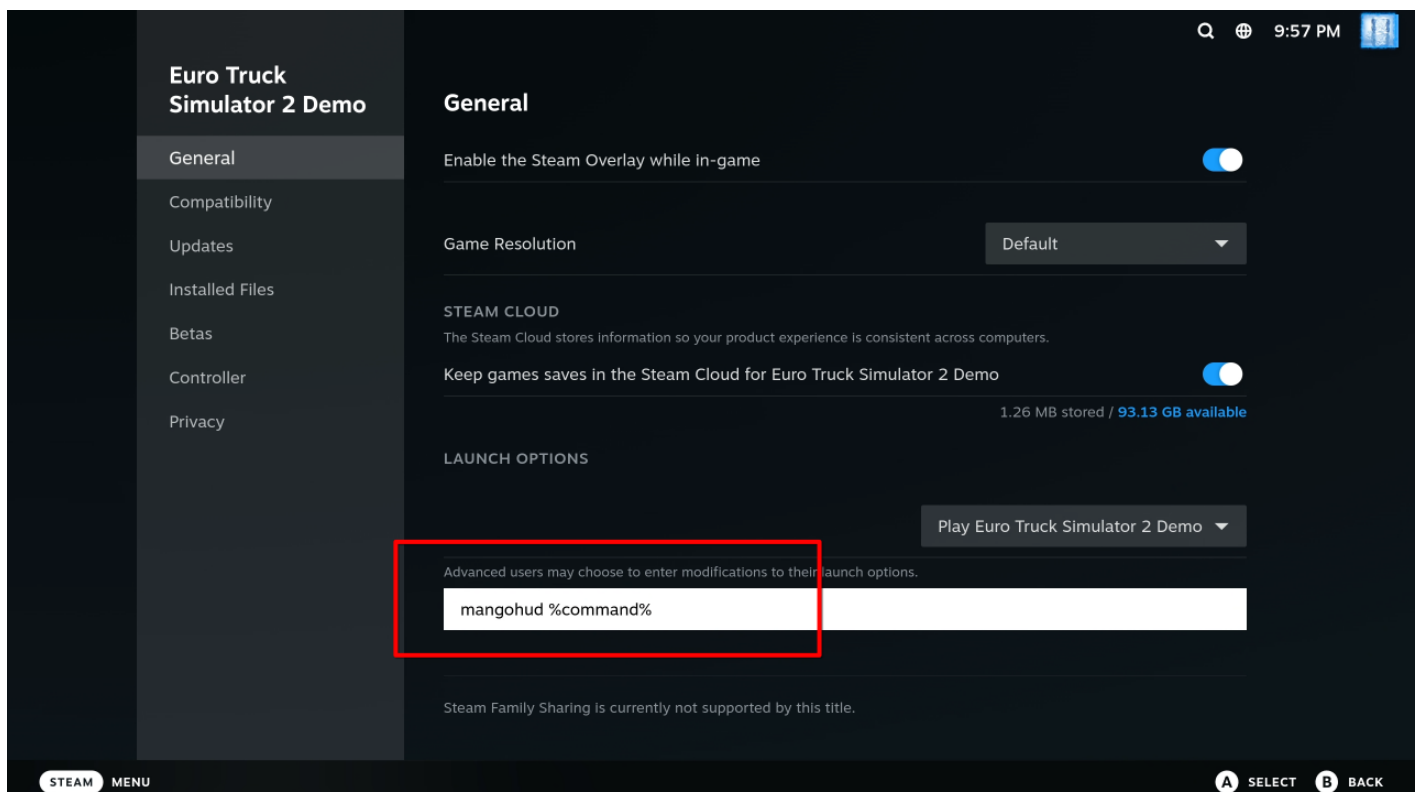 9:57 PM
Euro Truck
Simulator 2 Demo
General
Compatibility
Updates
Installed Files
Betas
Controller
Privacy
General
Enable the Steam Overlay while in-game
Game Resolution
Default
STEAM CLOUD
The Steam Cloud stores information so your product experience is consistent across computers.
Keep games saves in the Steam Cloud for Euro Truck Simulator 2 Demo
1.26 MB stored / 93.13 GB available
LAUNCH OPTIONS
Play Euro Truck Simulator 2 Demo
Advanced users may choose to enter modifications to their launch options.
mangohud %command%
Steam Family Sharing is currently not supported by this title.
STEAM MENU
A SELECT B BACK